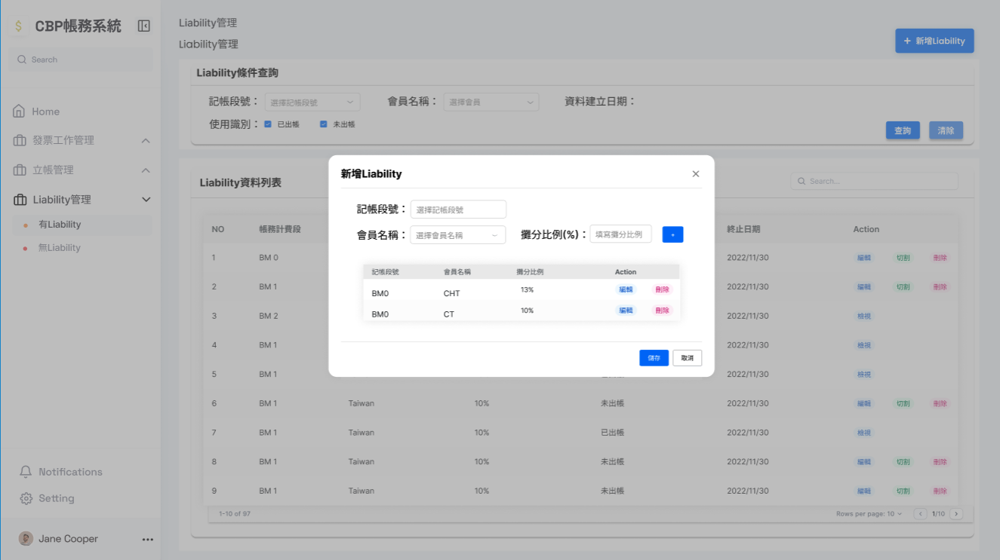 CBP帳務系統
Search
Home
發票工作管理
立帳管理
Liability管理
有Liability
無Liability
Notifications
Setting
Jane Cooper
Liability管理
Liability管理
+ 新增Liability
Liability條件查詢
記帳段號： 選擇記帳段號 會員名稱： 選擇會員 資料建立日期：
使用識別： 已出帳 未出帳
查詢 清除
Liability資料列表 Search...
NO 帳務計費段 終止日期 Action
1 BM 0 2022/11/30 編輯 切割 刪除
2 BM 1 2022/11/30 編輯 切割 刪除
3 BM 2 2022/11/30 檢視
4 BM 1 2022/11/30 檢視
5 BM 1 2022/11/30 檢視
6 BM 1 Taiwan 10% 未出帳 2022/11/30 編輯 切割 刪除
7 BM 1 Taiwan 10% 已出帳 2022/11/30 檢視
8 BM 1 Taiwan 10% 未出帳 2022/11/30 編輯 切割 刪除
9 BM 1 Taiwan 10% 未出帳 2022/11/30 編輯 切割 刪除
1-10 of 97 Rows per page: 10 1/10
新增Liability
記帳段號： 選擇記帳段號
會員名稱： 選擇會員名稱 攤分比例(%)： 填寫攤分比例 +
記帳段號 會員名稱 攤分比例 Action
BM0 CHT 13% 編輯 刪除
BM0 CT 10% 編輯 刪除
儲存 取消